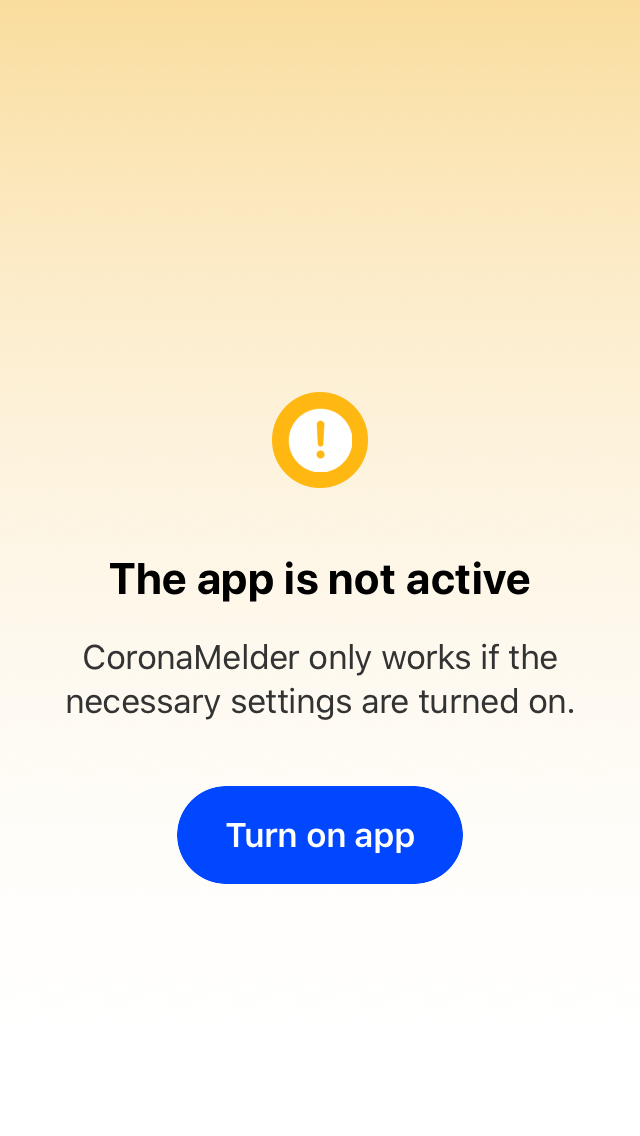 The app is not active
CoronaMelder only works if the
necessary settings are turned on.
Turn on app